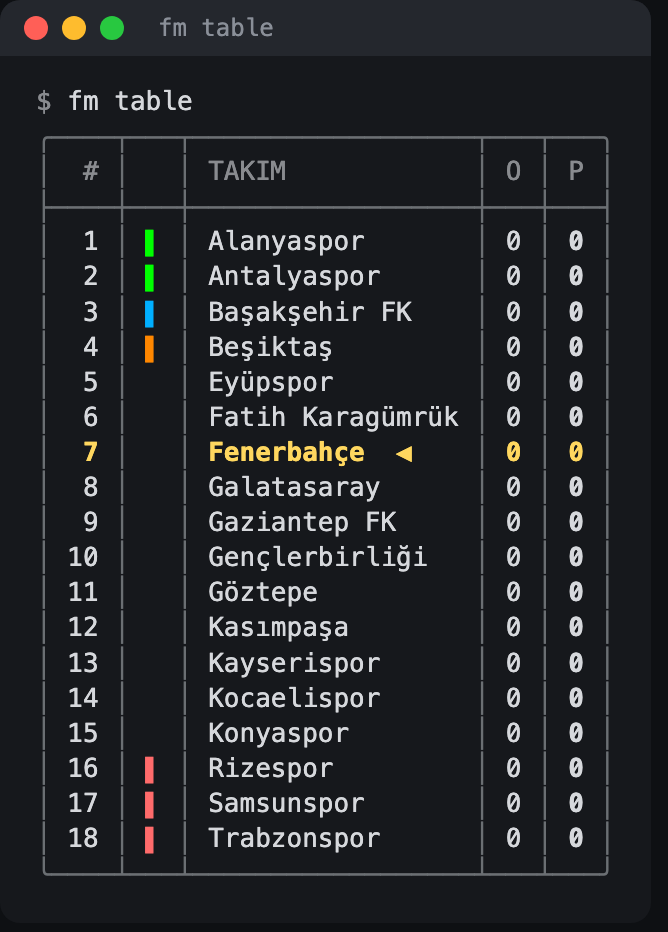 fm table
$ fm table
# TAKIM O P
1 Alanyaspor 0 0
2 Antalyaspor 0 0
3 Başakşehir FK 0 0
4 Beşiktaş 0 0
5 Eyüpspor 0 0
6 Fatih Karagümrük 0 0
7 Fenerbahçe ◀ 0 0
8 Galatasaray 0 0
9 Gaziantep FK 0 0
10 Gençlerbirliği 0 0
11 Göztepe 0 0
12 Kasımpaşa 0 0
13 Kayserispor 0 0
14 Kocaelispor 0 0
15 Konyaspor 0 0
16 Rizespor 0 0
17 Samsunspor 0 0
18 Trabzonspor 0 0